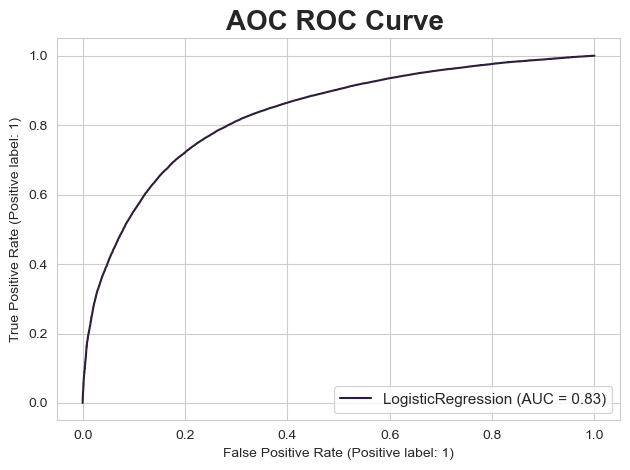 AOC ROC Curve
1.0
0.8
0.6
0.4
0.2
0.0
True Positive Rate (Positive label: 1)
LogisticRegression (AUC = 0.83)
0.0 0.2 0.4 0.6 0.8 1.0
False Positive Rate (Positive label: 1)